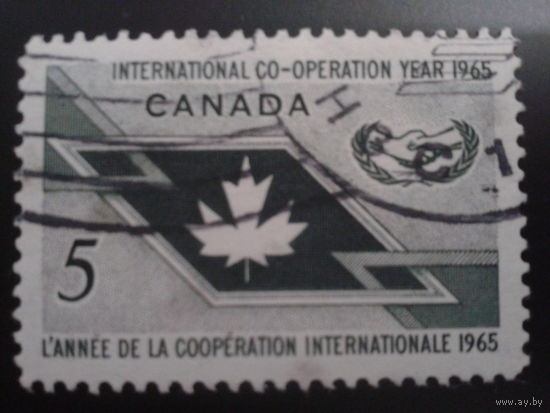 INTERNATIONAL CO-OPERATION YEAR 1965
CANADA
5
L'ANNÉE DE LA COOPÉRATION INTERNATIONALE 1965
www.ay.by